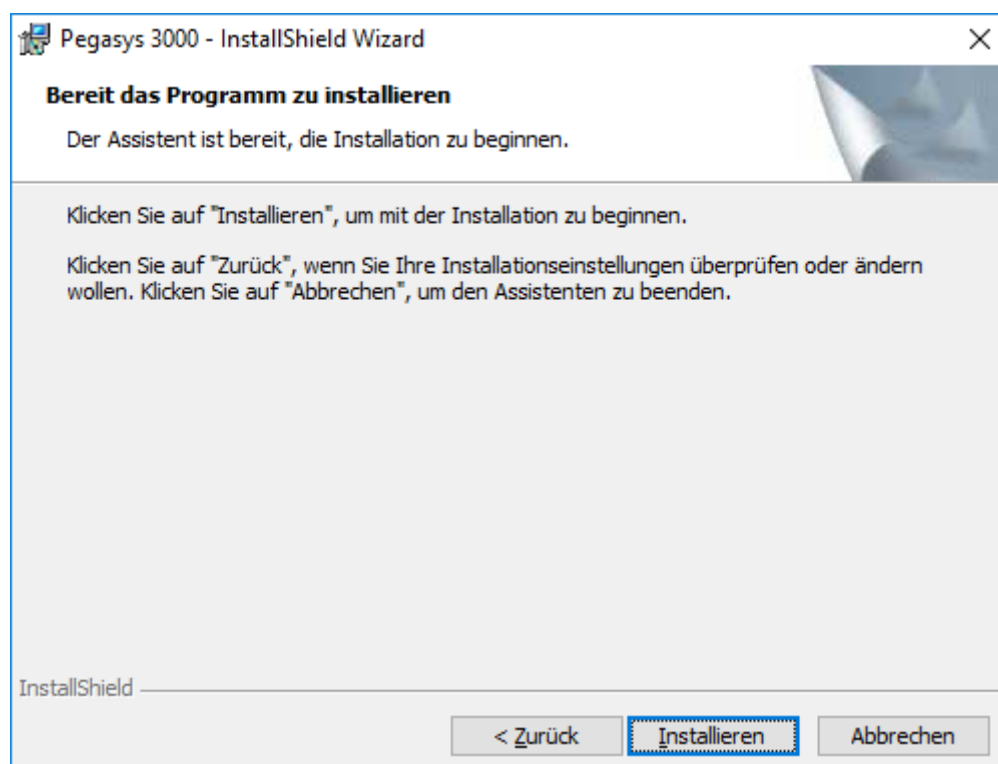 Pegasys 3000 - InstallShield Wizard
Bereit das Programm zu installieren
Der Assistent ist bereit, die Installation zu beginnen.
Klicken Sie auf "Installieren", um mit der Installation zu beginnen.
Klicken Sie auf "Zurück", wenn Sie Ihre Installationseinstellungen überprüfen oder ändern
wollen. Klicken Sie auf "Abbrechen", um den Assistenten zu beenden.
InstallShield
< Zurück
Installieren
Abbrechen